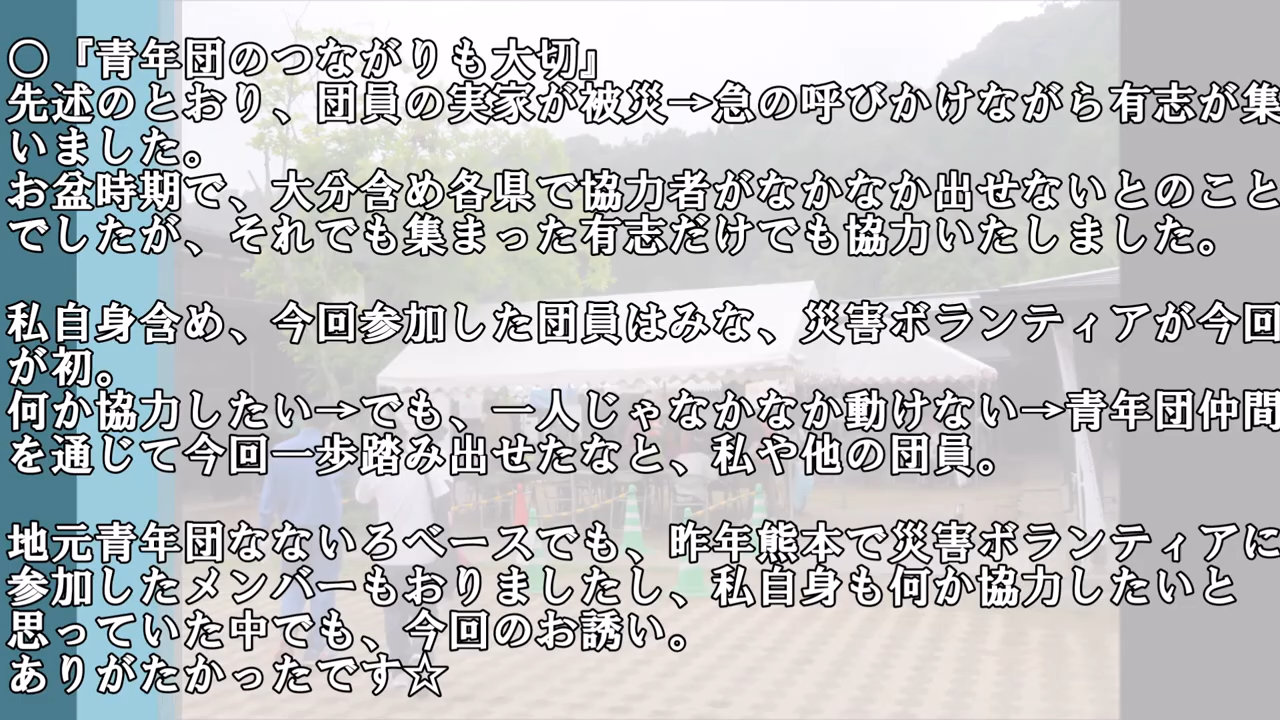 ○『青年団のつながりも大切』
先述のとおり、団員の実家が被災→急の呼びかけながら有志が集
いました。
お盆時期で、大分含め各県で協力者がなかなか出せないとのこと
でしたが、それでも集まった有志だけでも協力いたしました。
私自身含め、今回参加した団員はみな、災害ボランティアが今回
が初。
何か協力したい→でも、一人じゃなかなか動けない→青年団仲間
を通じて今回一歩踏み出せたなと、私や他の団員。
地元青年団なないろベースでも、昨年熊本で災害ボランティアに
参加したメンバーもおりましたし、私自身も何か協力したいと
思っていた中でも、今回のお誘い。
ありがたかったです☆